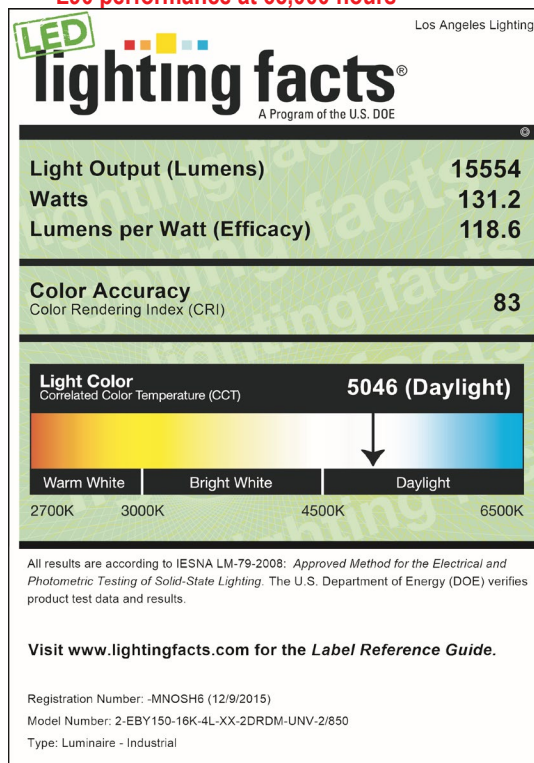 Los Angeles Lighting
LED
lighting facts®
A Program of the U.S. DOE
©
Light Output (Lumens) 15554
Watts 131.2
Lumens per Watt (Efficacy) 118.6
Color Accuracy
Color Rendering Index (CRI) 83
Light Color
Correlated Color Temperature (CCT) 5046 (Daylight)
Warm White Bright White Daylight
2700K 3000K 4500K 6500K
All results are according to IESNA LM-79-2008: Approved Method for the Electrical and
Photometric Testing of Solid-State Lighting. The U.S. Department of Energy (DOE) verifies
product test data and results.
Visit www.lightingfacts.com for the Label Reference Guide.
Registration Number: -MNOSH6 (12/9/2015)
Model Number: 2-EBY150-16K-4L-XX-2DRDM-UNV-2/850
Type: Luminaire - Industrial